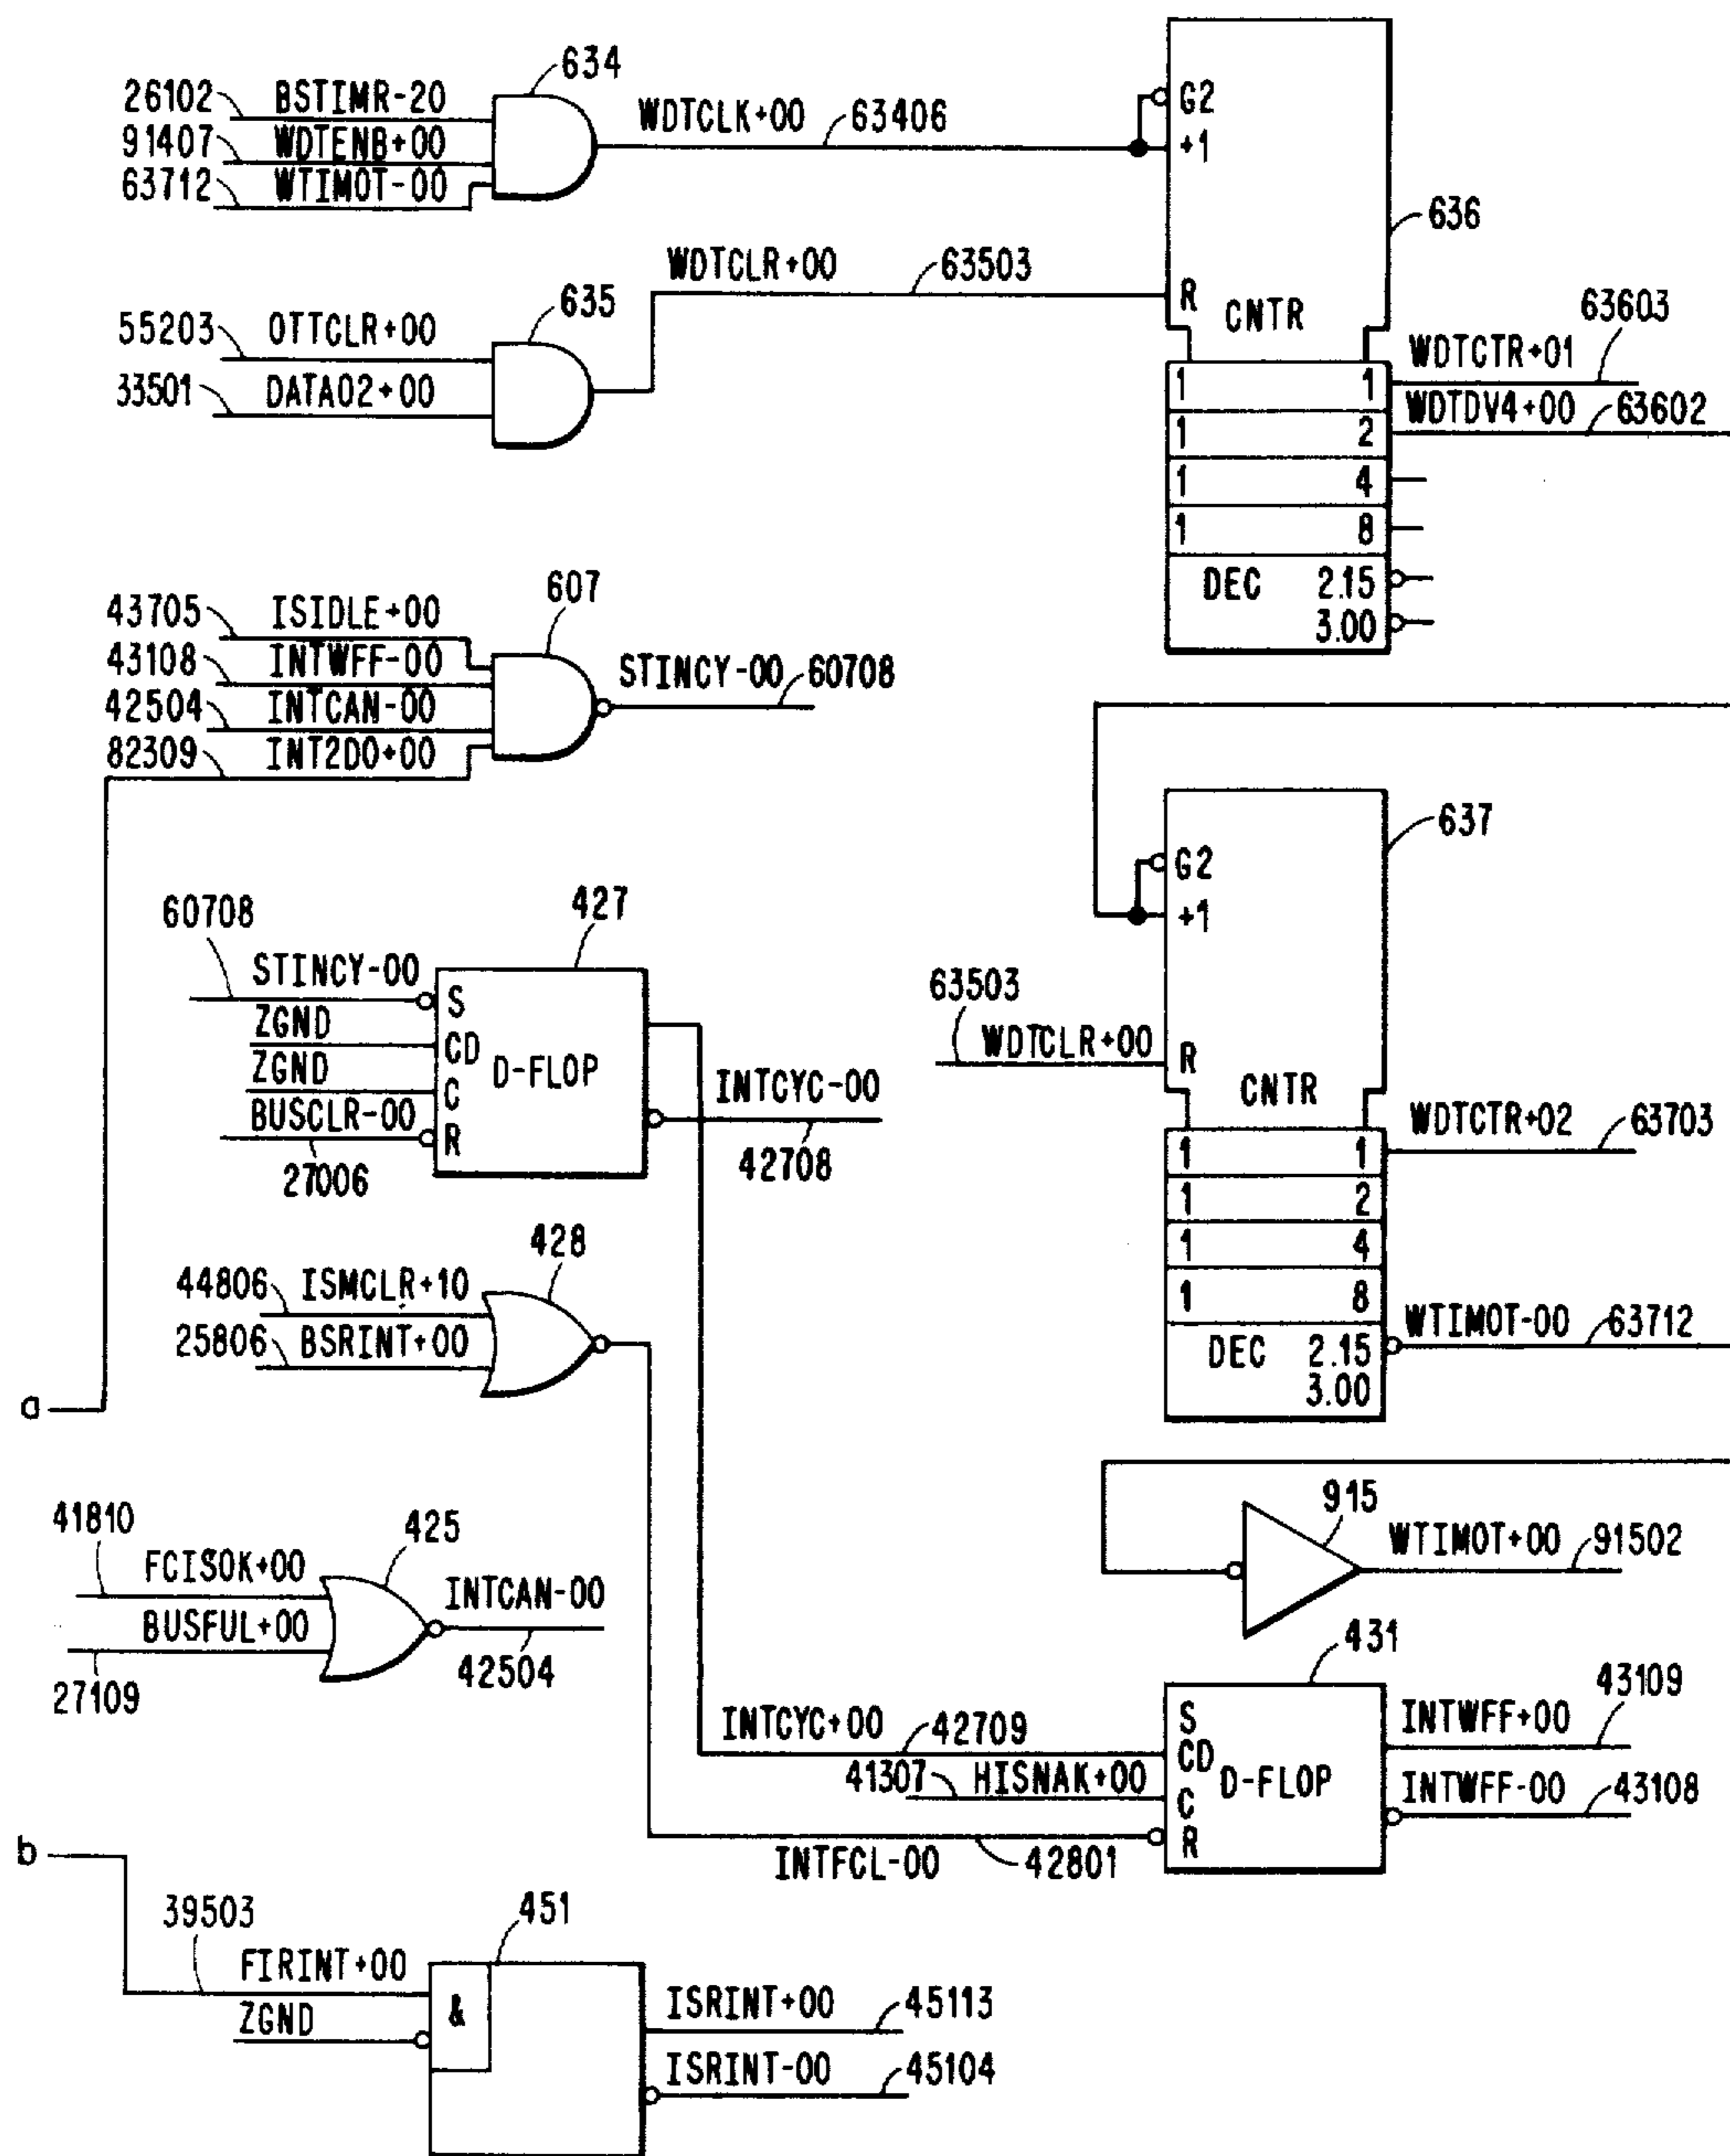 634
26102 BSTIMR-20
91407 WDTENB+00
63712 WTIMOT-00
WDTCLK+00 63406
G2
+1
636
55203 OTTCLR+00
33501 DATA02+00
635
WDTCLR+00 63503
R
CNTR
1 1 WDTCTR+01 63603
1 2 WDTDV4+00 63602
1 4
1 8
DEC 2.15
3.00
43705 ISIDLE+00
43108 INTWFF-00
42504 INTCAN-00
82309 INT2D0+00
607
STINCY-00 60708
637
G2
+1
63503
WDTCLR+00 R
CNTR
1 1 WDTCTR+02 63703
1 2
1 4
1 8
DEC 2.15 WTIMOT-00 63712
3.00
60708
427
STINCY-00 S
ZGND CD
D-FLOP
ZGND C
BUSCLR-00 R
27006
INTCYC-00
42708
428
44806 ISMCLR+10
25806 BSRINT+00
a
41810
FCISOK+00
BUSFUL+00
27109
425
INTCAN-00
42504
915
WTIMOT+00 91502
431
INTCYC+00 42709
41307 HISNAK+00
INTFCL-00 42801
S
CD
D-FLOP
C
R
INTWFF+00 43109
INTWFF-00 43108
b
39503
451
FIRINT+00
ZGND
&
ISRINT+00 45113
ISRINT-00 45104